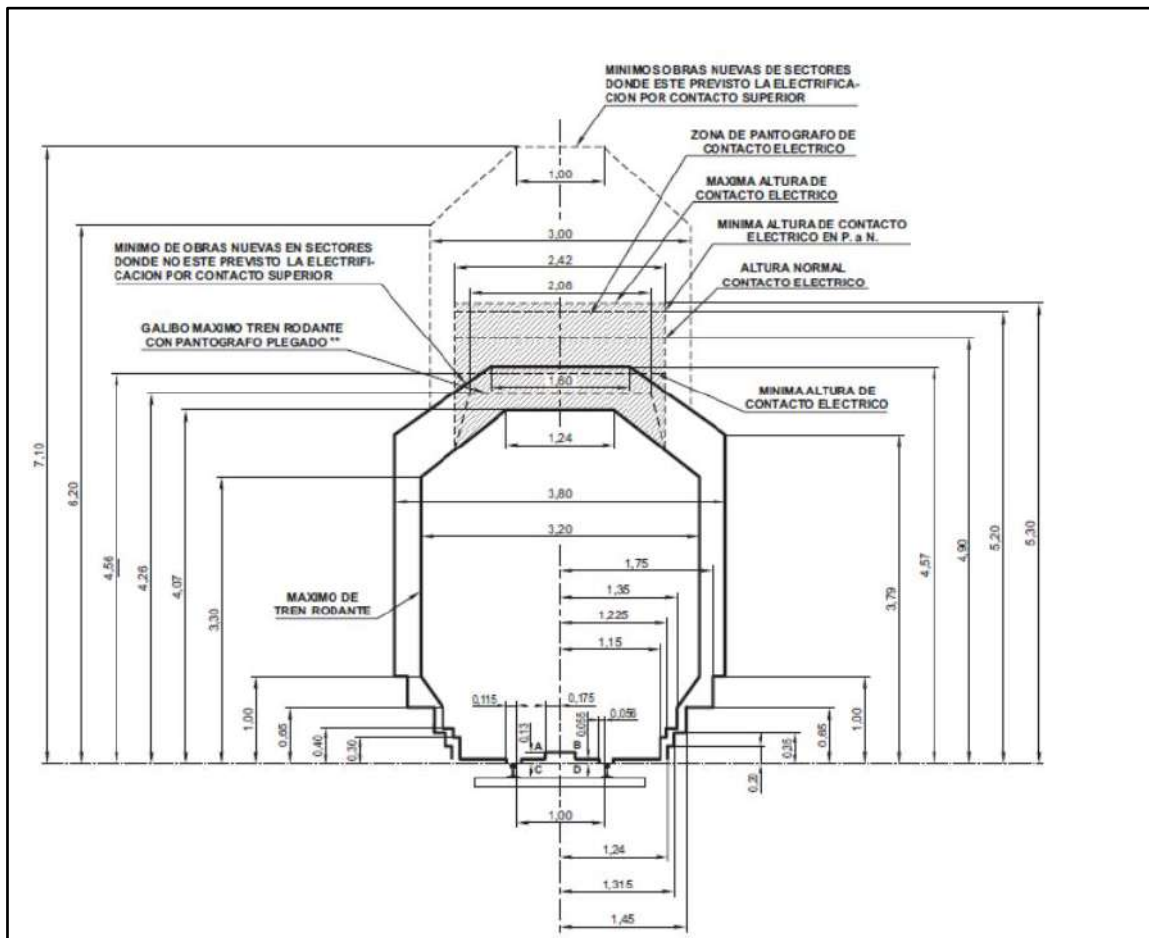 MINIMOS OBRAS NUEVAS DE SECTORES
DONDE ESTE PREVISTO LA ELECTRIFICA-
CION POR CONTACTO SUPERIOR
ZONA DE PANTOGRAFO DE
CONTACTO ELECTRICO
MAXIMA ALTURA DE
CONTACTO ELECTRICO
MINIMA ALTURA DE CONTACTO
ELECTRICO EN P. a N.
ALTURA NORMAL
CONTACTO ELECTRICO
MINIMO DE OBRAS NUEVAS EN SECTORES
DONDE NO ESTE PREVISTO LA ELECTRIFI-
CACION POR CONTACTO SUPERIOR
GALIBO MAXIMO TREN RODANTE
CON PANTOGRAFO PLEGADO **
MINIMA ALTURA DE
CONTACTO ELECTRICO
MAXIMO DE
TREN RODANTE
1,00
3,00
2,42
2,08
1,60
1,24
3,80
3,20
1,75
1,35
1,225
1,15
7,10
6,20
4,56
4,26
4,07
3,30
1,00
0,65
0,40
0,30
0,115
0,175
0,13
0,055
0,056
A
B
C
D
3,79
4,57
4,90
5,20
5,30
1,00
0,65
0,35
0,20
1,00
1,24
1,315
1,45